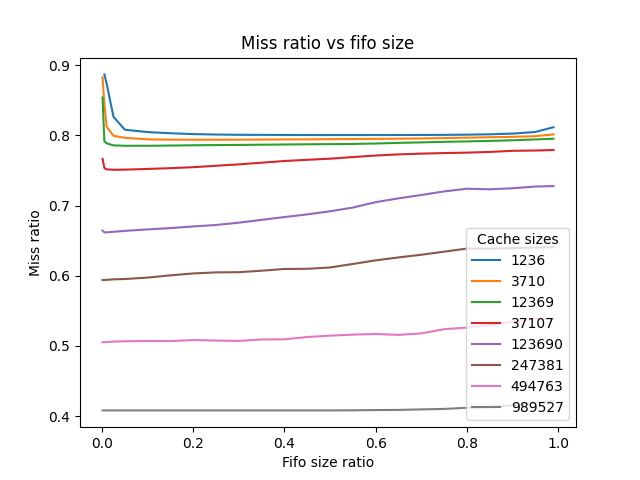 Miss ratio vs fifo size
0.9
0.8
0.7
0.6
0.5
0.4
Miss ratio
0.0 0.2 0.4 0.6 0.8 1.0
Fifo size ratio
Cache sizes
1236
3710
12369
37107
123690
247381
494763
989527